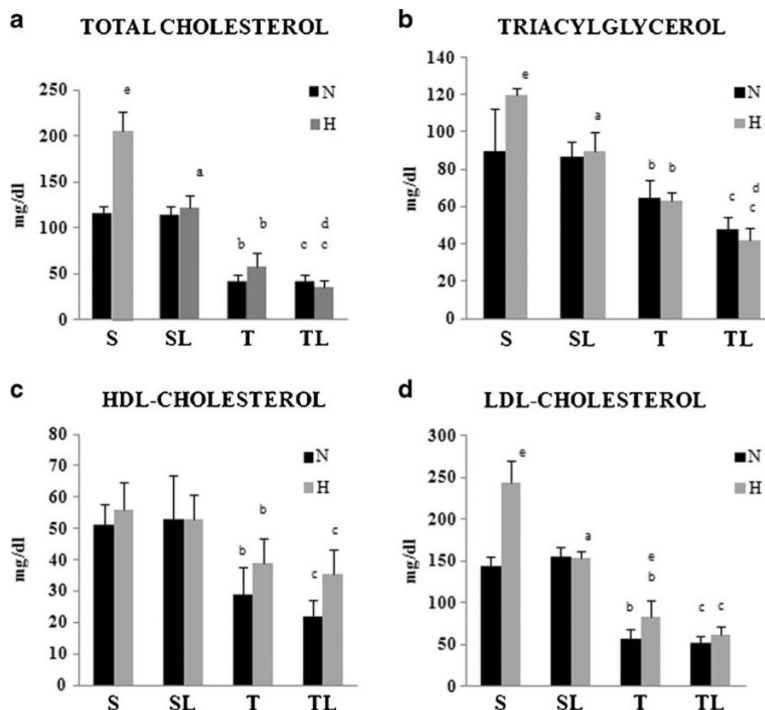 a TOTAL CHOLESTEROL
250
200
150
100
50
0
mg/dl
N
H
e
a
b
b
c
d
c
S SL T TL
b TRIACYLGLYCEROL
140
120
100
80
60
40
20
0
mg/dl
N
H
e
a
b b
c
d
c
S SL T TL
c HDL-CHOLESTEROL
80
70
60
50
40
30
20
10
0
mg/dl
N
H
b
b
c
c
S SL T TL
d LDL-CHOLESTEROL
300
250
200
150
100
50
0
mg/dl
N
H
e
a
b
e
b
c c
S SL T TL